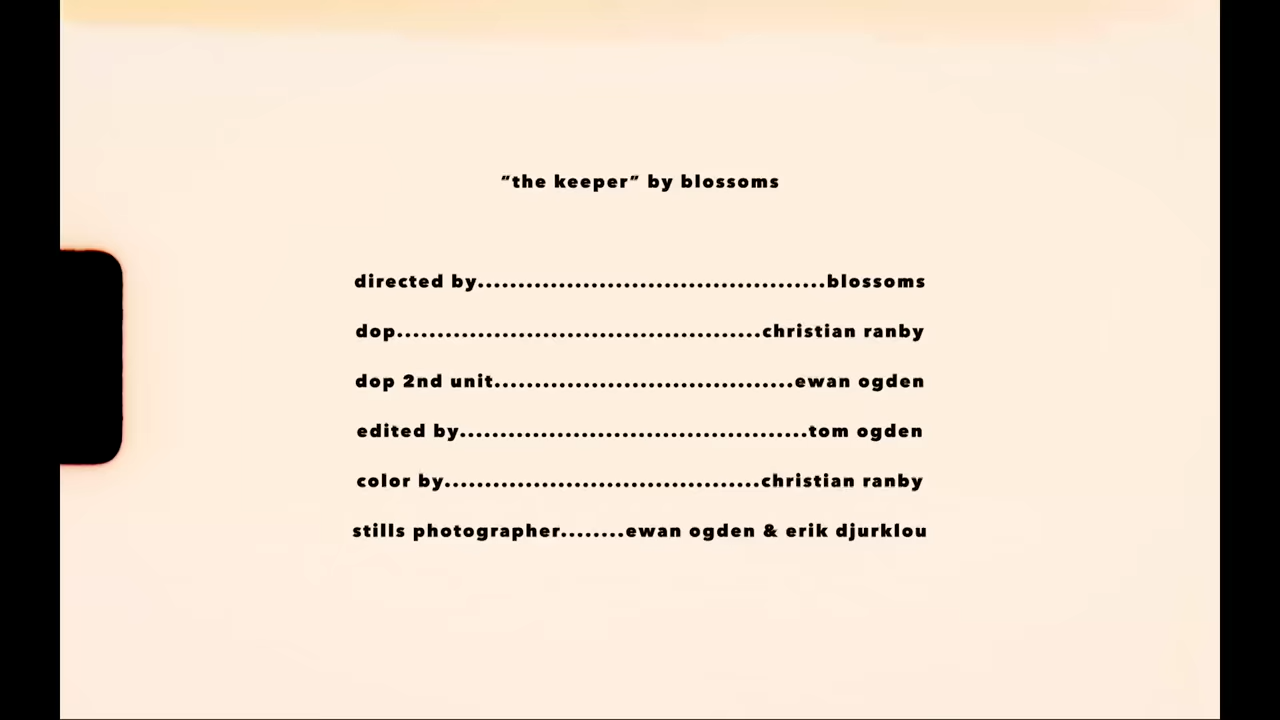 "the keeper" by blossoms
directed by...........................................blossoms
dop.............................................christian ranby
dop 2nd unit.....................................ewan ogden
edited by...........................................tom ogden
color by.......................................christian ranby
stills photographer........ewan ogden & erik djurklou